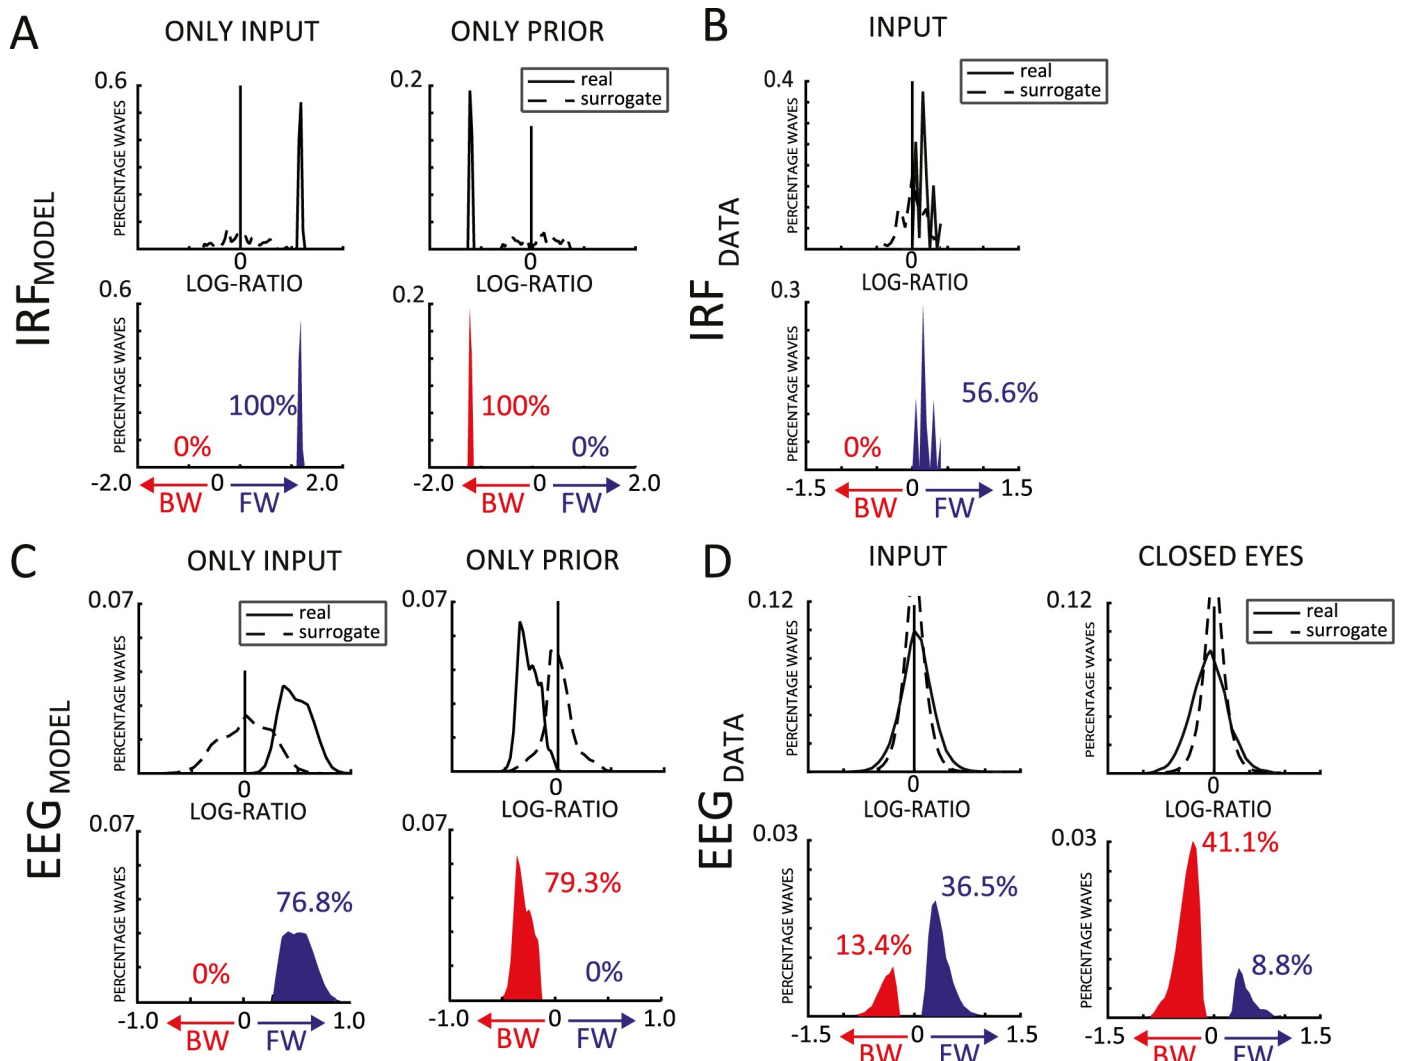 A
ONLY INPUT
ONLY PRIOR
B
INPUT
IRF MODEL
0.6
PERCENTAGE WAVES
0
LOG-RATIO
0.2
real
surrogate
0
LOG-RATIO
0.6
PERCENTAGE WAVES
100%
0%
-2.0
0
2.0
BW
FW
0.2
100%
0%
-2.0
0
2.0
BW
FW
IRF DATA
0.4
PERCENTAGE WAVES
real
surrogate
0
LOG-RATIO
0.3
PERCENTAGE WAVES
56.6%
0%
-1.5
0
1.5
BW
FW
C
ONLY INPUT
ONLY PRIOR
EEG MODEL
0.07
PERCENTAGE WAVES
real
surrogate
0
LOG-RATIO
0.07
0
LOG-RATIO
0.07
PERCENTAGE WAVES
76.8%
0%
-1.0
0
1.0
BW
FW
0.07
79.3%
0%
-1.0
0
1.0
BW
FW
D
INPUT
CLOSED EYES
EEG DATA
0.12
PERCENTAGE WAVES
0
LOG-RATIO
0.12
PERCENTAGE WAVES
real
surrogate
0
LOG-RATIO
0.03
PERCENTAGE WAVES
36.5%
13.4%
-1.5
0
1.5
BW
FW
0.03
PERCENTAGE WAVES
41.1%
8.8%
-1.5
0
1.5
BW
FW